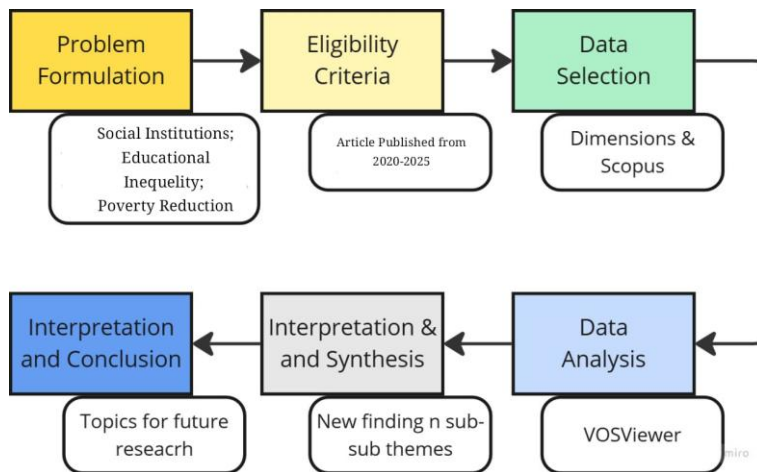 Problem
Formulation
Eligibility
Criteria
Data
Selection
Social Institutions;
Educational
Inequelity;
Poverty Reduction
Article Published from
2020-2025
Dimensions &
Scopus
Interpretation
and Conclusion
Interpretation &
and Synthesis
Data
Analysis
Topics for future
reseacrh
New finding n sub-
sub themes
VOSViewer
miro